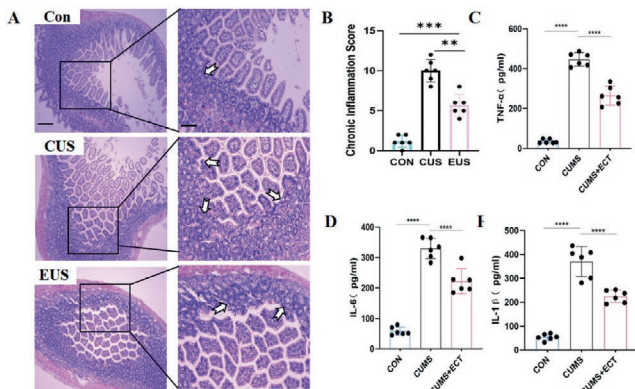 A
Con
CUS
EUS
B
***
**
Chronic Inflammation Score
15
10
5
0
CON CUS EUS
C
**** ****
TNF-α( pg/ml)
600
400
200
0
CON
CUMS
CUMS+ECT
D
**** ****
IL-6( pg/ml)
400
300
200
100
0
CON
CUMS
CUMS+ECT
E
**** ****
IL-1β( pg/ml)
500
400
300
200
100
0
CON
CUMS
CUMS+ECT